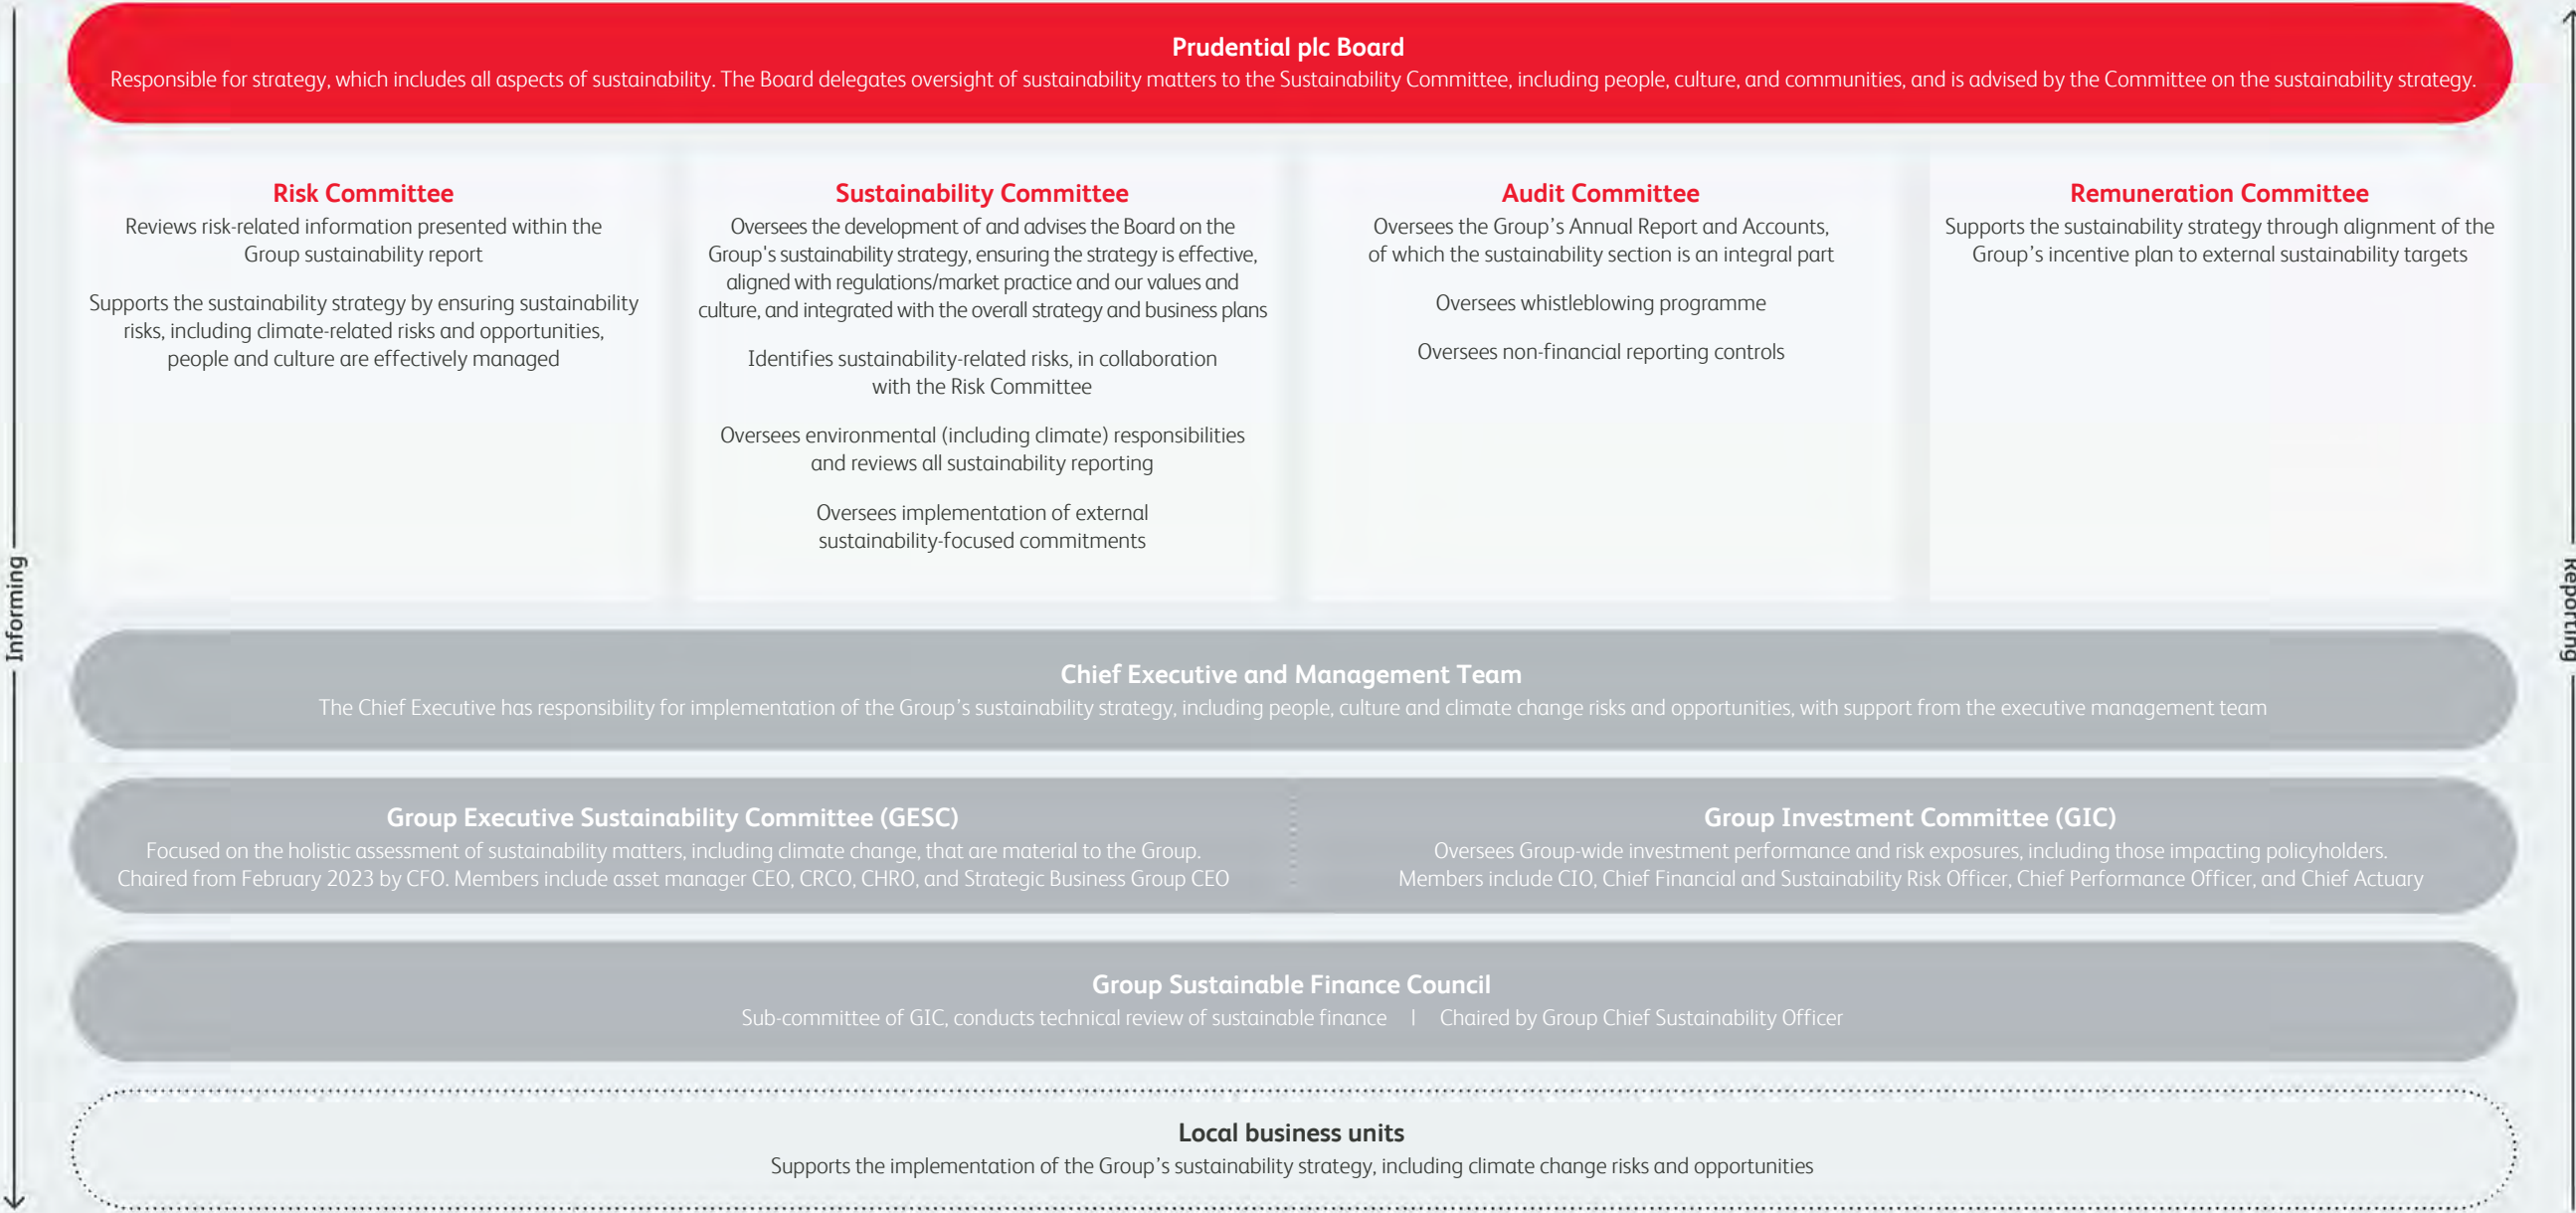 Prudential plc Board
Responsible for strategy, which includes all aspects of sustainability. The Board delegates oversight of sustainability matters to the Sustainability Committee, including people, culture, and communities, and is advised by the Committee on the sustainability strategy.
Risk Committee
Reviews risk-related information presented within the
Group sustainability report
Supports the sustainability strategy by ensuring sustainability
risks, including climate-related risks and opportunities,
people and culture are effectively managed
Sustainability Committee
Oversees the development of and advises the Board on the
Group's sustainability strategy, ensuring the strategy is effective,
aligned with regulations/market practice and our values and
culture, and integrated with the overall strategy and business plans
Identifies sustainability-related risks, in collaboration
with the Risk Committee
Oversees environmental (including climate) responsibilities
and reviews all sustainability reporting
Oversees implementation of external
sustainability-focused commitments
Audit Committee
Oversees the Group’s Annual Report and Accounts,
of which the sustainability section is an integral part
Oversees whistleblowing programme
Oversees non-financial reporting controls
Remuneration Committee
Supports the sustainability strategy through alignment of the
Group’s incentive plan to external sustainability targets
Informing
Reporting
Chief Executive and Management Team
The Chief Executive has responsibility for implementation of the Group’s sustainability strategy, including people, culture and climate change risks and opportunities, with support from the executive management team
Group Executive Sustainability Committee (GESC)
Focused on the holistic assessment of sustainability matters, including climate change, that are material to the Group.
Chaired from February 2023 by CFO. Members include asset manager CEO, CRCO, CHRO, and Strategic Business Group CEO
Group Investment Committee (GIC)
Oversees Group-wide investment performance and risk exposures, including those impacting policyholders.
Members include CIO, Chief Financial and Sustainability Risk Officer, Chief Performance Officer, and Chief Actuary
Group Sustainable Finance Council
Sub-committee of GIC, conducts technical review of sustainable finance | Chaired by Group Chief Sustainability Officer
Local business units
Supports the implementation of the Group’s sustainability strategy, including climate change risks and opportunities